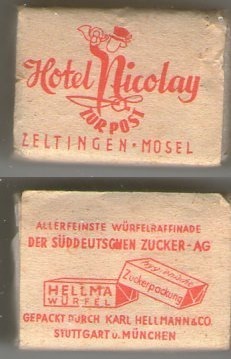 Hotel Nicolay
ZUR POST
ZELTINGEN · MOSEL
ALLERFEINSTE WÜRFELRAFFINADE
DER SÜDDEUTSCHEN ZUCKER-AG
HELLMA
WÜRFEL
Zuckerpackung
GEPACKT DURCH KARL HELLMANN & CO.
STUTTGART U. MÜNCHEN